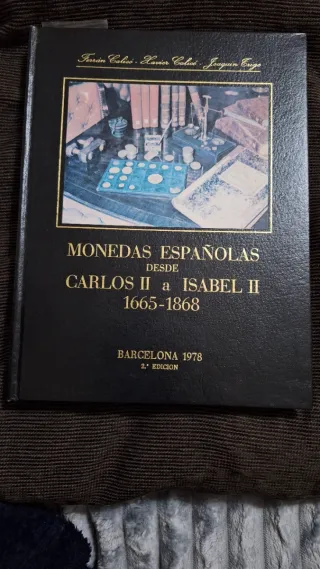 Ferrán Calicó - Xavier Calicó - Joaquín Trigo
MONEDAS ESPAÑOLAS
DESDE
CARLOS II a ISABEL II
1665-1868
BARCELONA 1978
2.ª EDICION